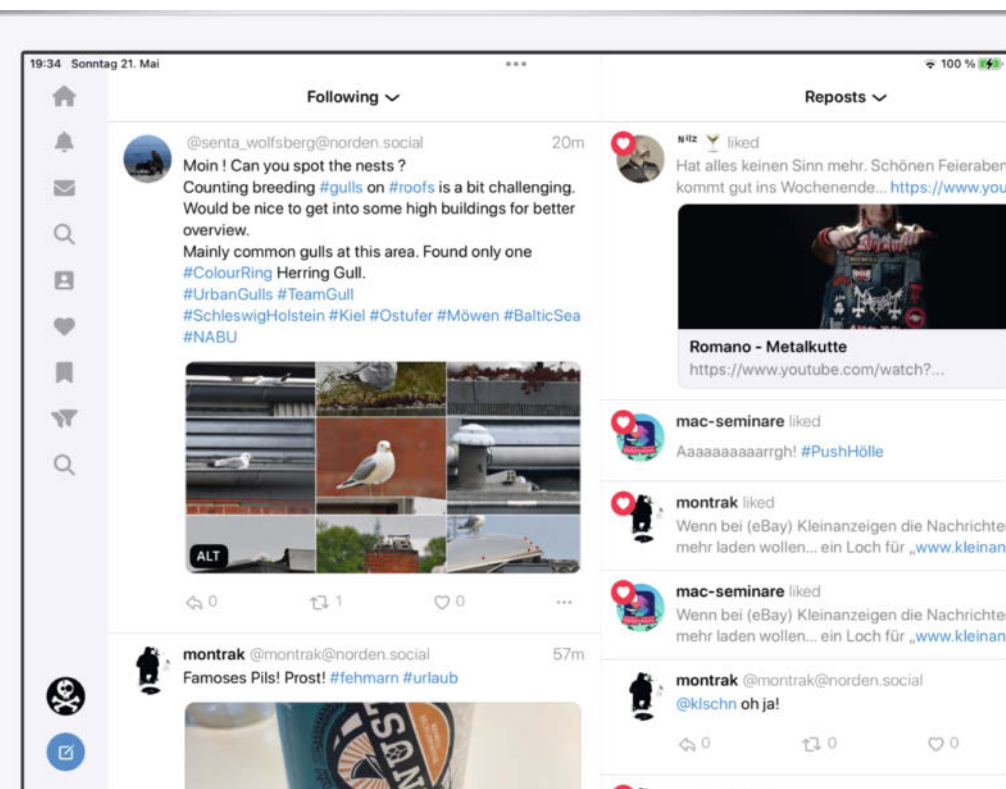 19:34 Sonntag 21. Mai
100 %
Following
@senta_wolfsberg@norden.social 20m
Moin ! Can you spot the nests ?
Counting breeding #gulls on #roofs is a bit challenging.
Would be nice to get into some high buildings for better
overview.
Mainly common gulls at this area. Found only one
#ColourRing Herring Gull.
#UrbanGulls #TeamGull
#SchleswigHolstein #Kiel #Ostufer #Möwen #BalticSea
#NABU
ALT
0 1 0
montrak @montrak@norden.social 57m
Famoses Pils! Prost! #fehmarn #urlaub
Reposts
Nitz liked
Hat alles keinen Sinn mehr. Schönen Feieraben
kommt gut ins Wochenende... https://www.you
Romano - Metalkutte
https://www.youtube.com/watch?...
mac-seminare liked
Aaaaaaaaaarrgh! #PushHölle
montrak liked
Wenn bei (eBay) Kleinanzeigen die Nachrichte
mehr laden wollen... ein Loch für „www.kleinan
mac-seminare liked
Wenn bei (eBay) Kleinanzeigen die Nachrichte
mehr laden wollen... ein Loch für „www.kleinan
montrak @montrak@norden.social
@klschn oh ja!
0 0 0